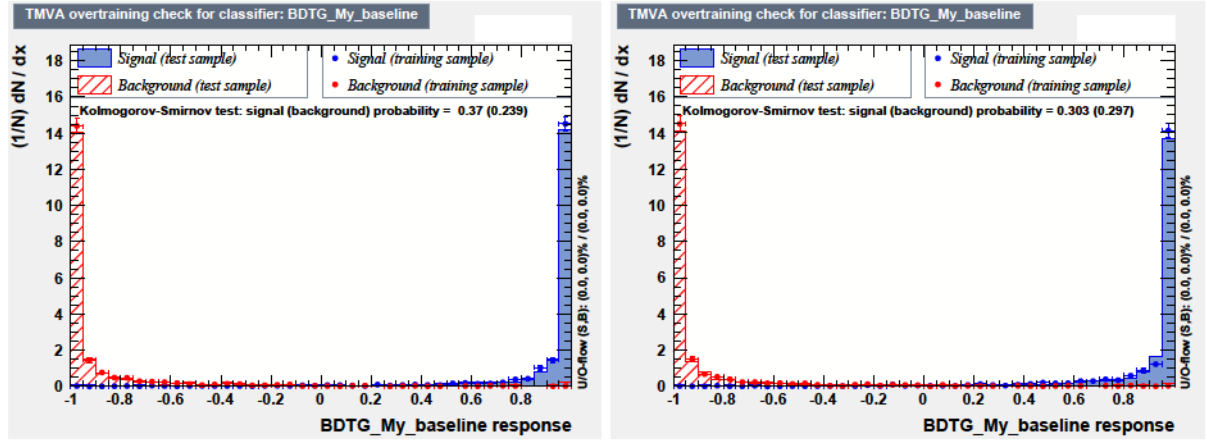 TMVA overtraining check for classifier: BDTG_My_baseline
(1/N) dN / dx
18
16
14
12
10
8
6
4
2
0
Signal (test sample)
Background (test sample)
Signal (training sample)
Background (training sample)
Kolmogorov-Smirnov test: signal (background) probability = 0.37 (0.239)
U/O-flow (S,B): (0.0, 0.0)% / (0.0, 0.0)%
-1 -0.8 -0.6 -0.4 -0.2 0 0.2 0.4 0.6 0.8
BDTG_My_baseline response
TMVA overtraining check for classifier: BDTG_My_baseline
(1/N) dN / dx
18
16
14
12
10
8
6
4
2
0
Signal (test sample)
Background (test sample)
Signal (training sample)
Background (training sample)
Kolmogorov-Smirnov test: signal (background) probability = 0.303 (0.297)
U/O-flow (S,B): (0.0, 0.0)% / (0.0, 0.0)%
-1 -0.8 -0.6 -0.4 -0.2 0 0.2 0.4 0.6 0.8
BDTG_My_baseline response